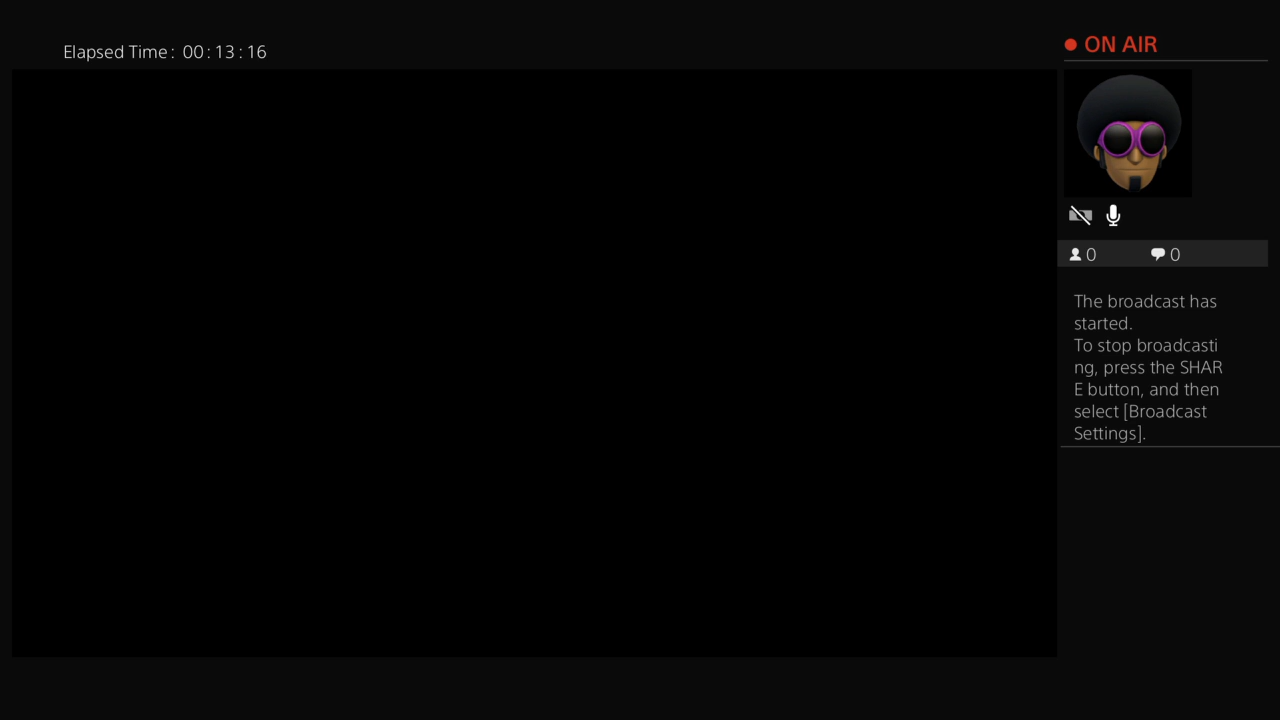 Elapsed Time: 00:13:16
ON AIR
0 0
The broadcast has
started.
To stop broadcasti
ng, press the SHAR
E button, and then
select [Broadcast
Settings].